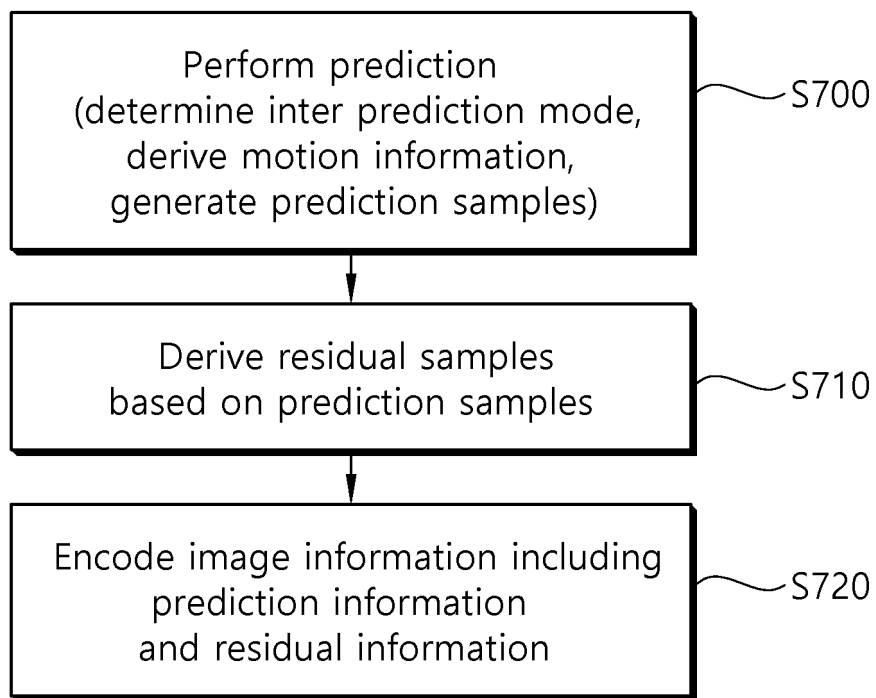 Perform prediction
(determine inter prediction mode,
derive motion information,
generate prediction samples)
S700
Derive residual samples
based on prediction samples
S710
Encode image information including
prediction information
and residual information
S720